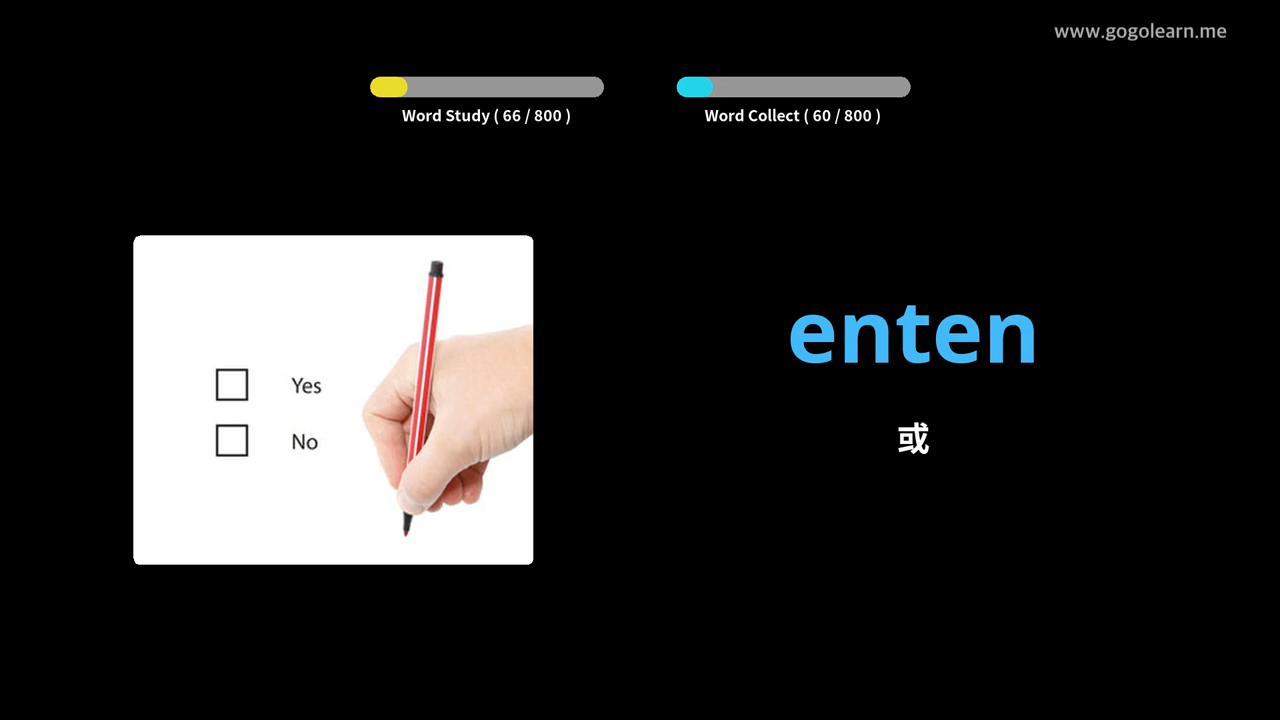 www.gogolearn.me
Word Study ( 66 / 800 )
Word Collect ( 60 / 800 )
Yes
No
enten
或